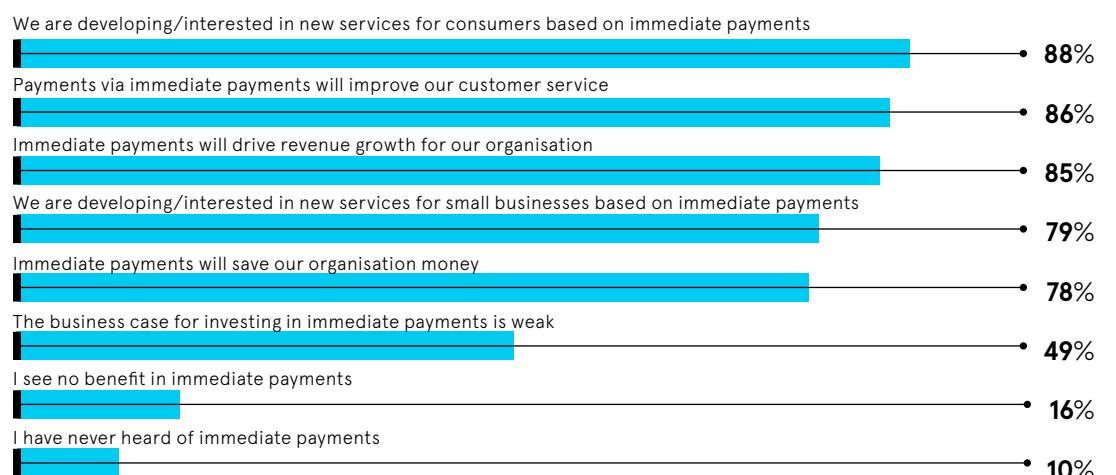 We are developing/interested in new services for consumers based on immediate payments
88%
Payments via immediate payments will improve our customer service
86%
Immediate payments will drive revenue growth for our organisation
85%
We are developing/interested in new services for small businesses based on immediate payments
79%
Immediate payments will save our organisation money
78%
The business case for investing in immediate payments is weak
49%
I see no benefit in immediate payments
16%
I have never heard of immediate payments
10%